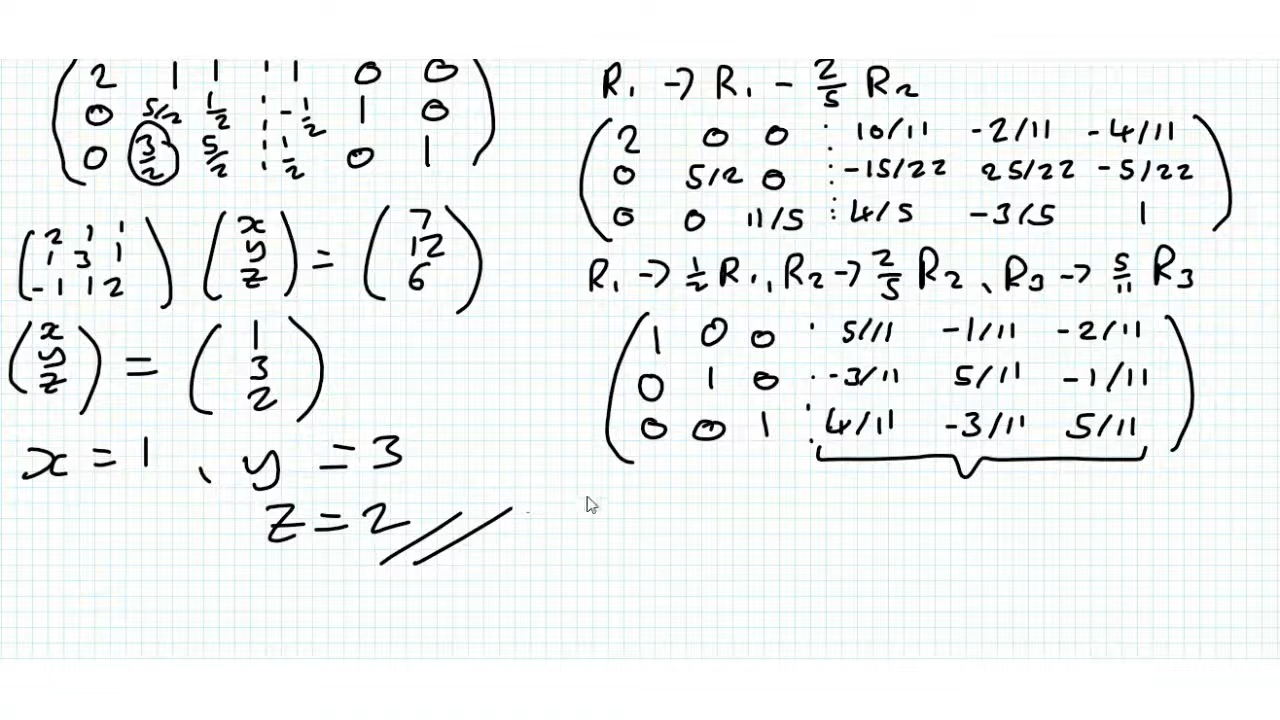 2 1 1 ⋮ 1 0 0
0 5/2 1/2 ⋮ -1/2 1 0
0 3/2 5/2 ⋮ 1/2 0 1
(2 1 1
1 3 1
-1 1 2) (x
y
z) = (7
12
6)
(x
y
z) = (1
3
2)
x = 1 , y = 3
z = 2
R₁ → R₁ - 2/5 R₂
2 0 0 ⋮ 10/11 -2/11 -4/11
0 5/2 0 ⋮ -15/22 25/22 -5/22
0 0 11/5 ⋮ 4/5 -3/5 1
R₁ → 1/2 R₁, R₂ → 2/5 R₂, R₃ → 5/11 R₃
1 0 0 ⋮ 5/11 -1/11 -2/11
0 1 0 ⋮ -3/11 5/11 -1/11
0 0 1 ⋮ 4/11 -3/11 5/11